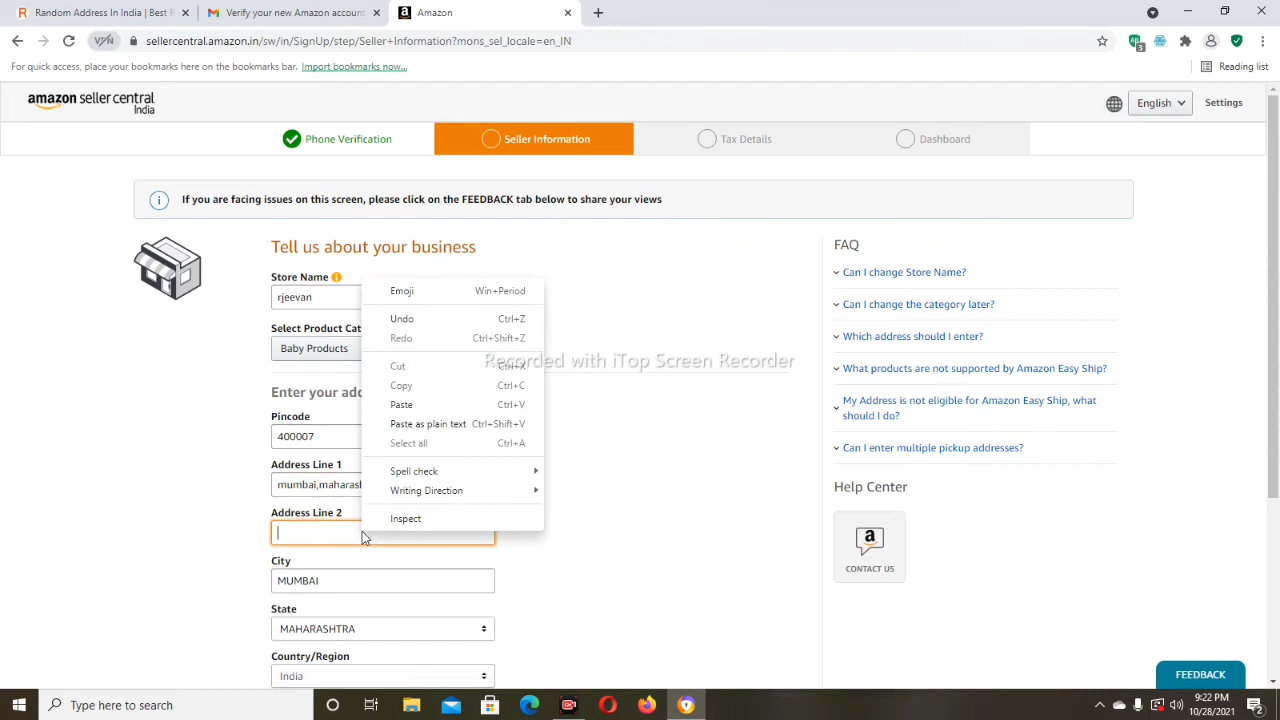 Random Address in India | Best R
Verify your new Amazon account
Amazon
VPN
sellercentral.amazon.in/sw/in/SignUp/step/Seller-Information?mons_sel_locale=en_IN
3
For quick access, place your bookmarks here on the bookmarks bar. Import bookmarks now...
Reading list
amazon seller central
India
English
Settings
Phone Verification
Seller Information
Tax Details
Dashboard
If you are facing issues on this screen, please click on the FEEDBACK tab below to share your views
Tell us about your business
Store Name
rjeevan
Select Product Cat
Baby Products
Enter your add
Pincode
400007
Address Line 1
mumbai,maharash
Address Line 2
City
MUMBAI
State
MAHARASHTRA
Country/Region
India
Emoji Win+Period
Undo Ctrl+Z
Redo Ctrl+Shift+Z
Cut Ctrl+X
Copy Ctrl+C
Paste Ctrl+V
Paste as plain text Ctrl+Shift+V
Select all Ctrl+A
Spell check
Writing Direction
Inspect
Recorded with iTop Screen Recorder
FAQ
Can I change Store Name?
Can I change the category later?
Which address should I enter?
What products are not supported by Amazon Easy Ship?
My Address is not eligible for Amazon Easy Ship, what
should I do?
Can I enter multiple pickup addresses?
Help Center
CONTACT US
FEEDBACK
Type here to search
9:22 PM
10/28/2021
2